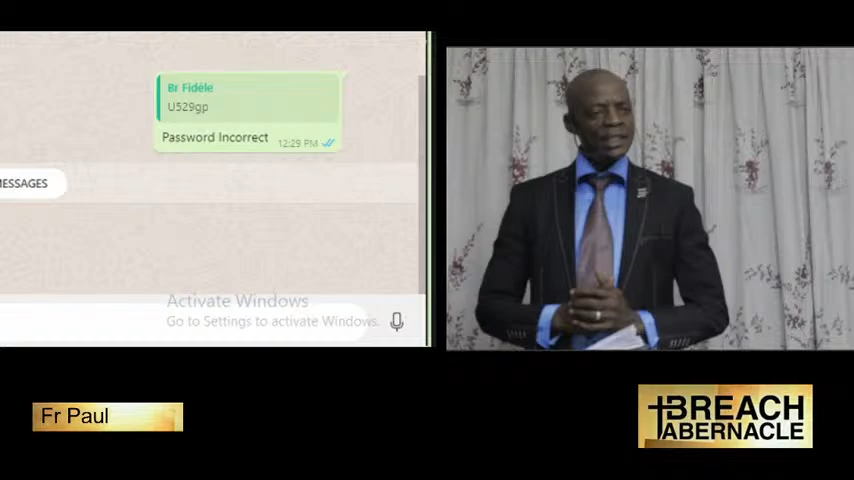 Br Fidèle
U529gp
Password Incorrect
12:29 PM
MESSAGES
Activate Windows
Go to Settings to activate Windows.
Fr Paul
BREACH
ABERNACLE